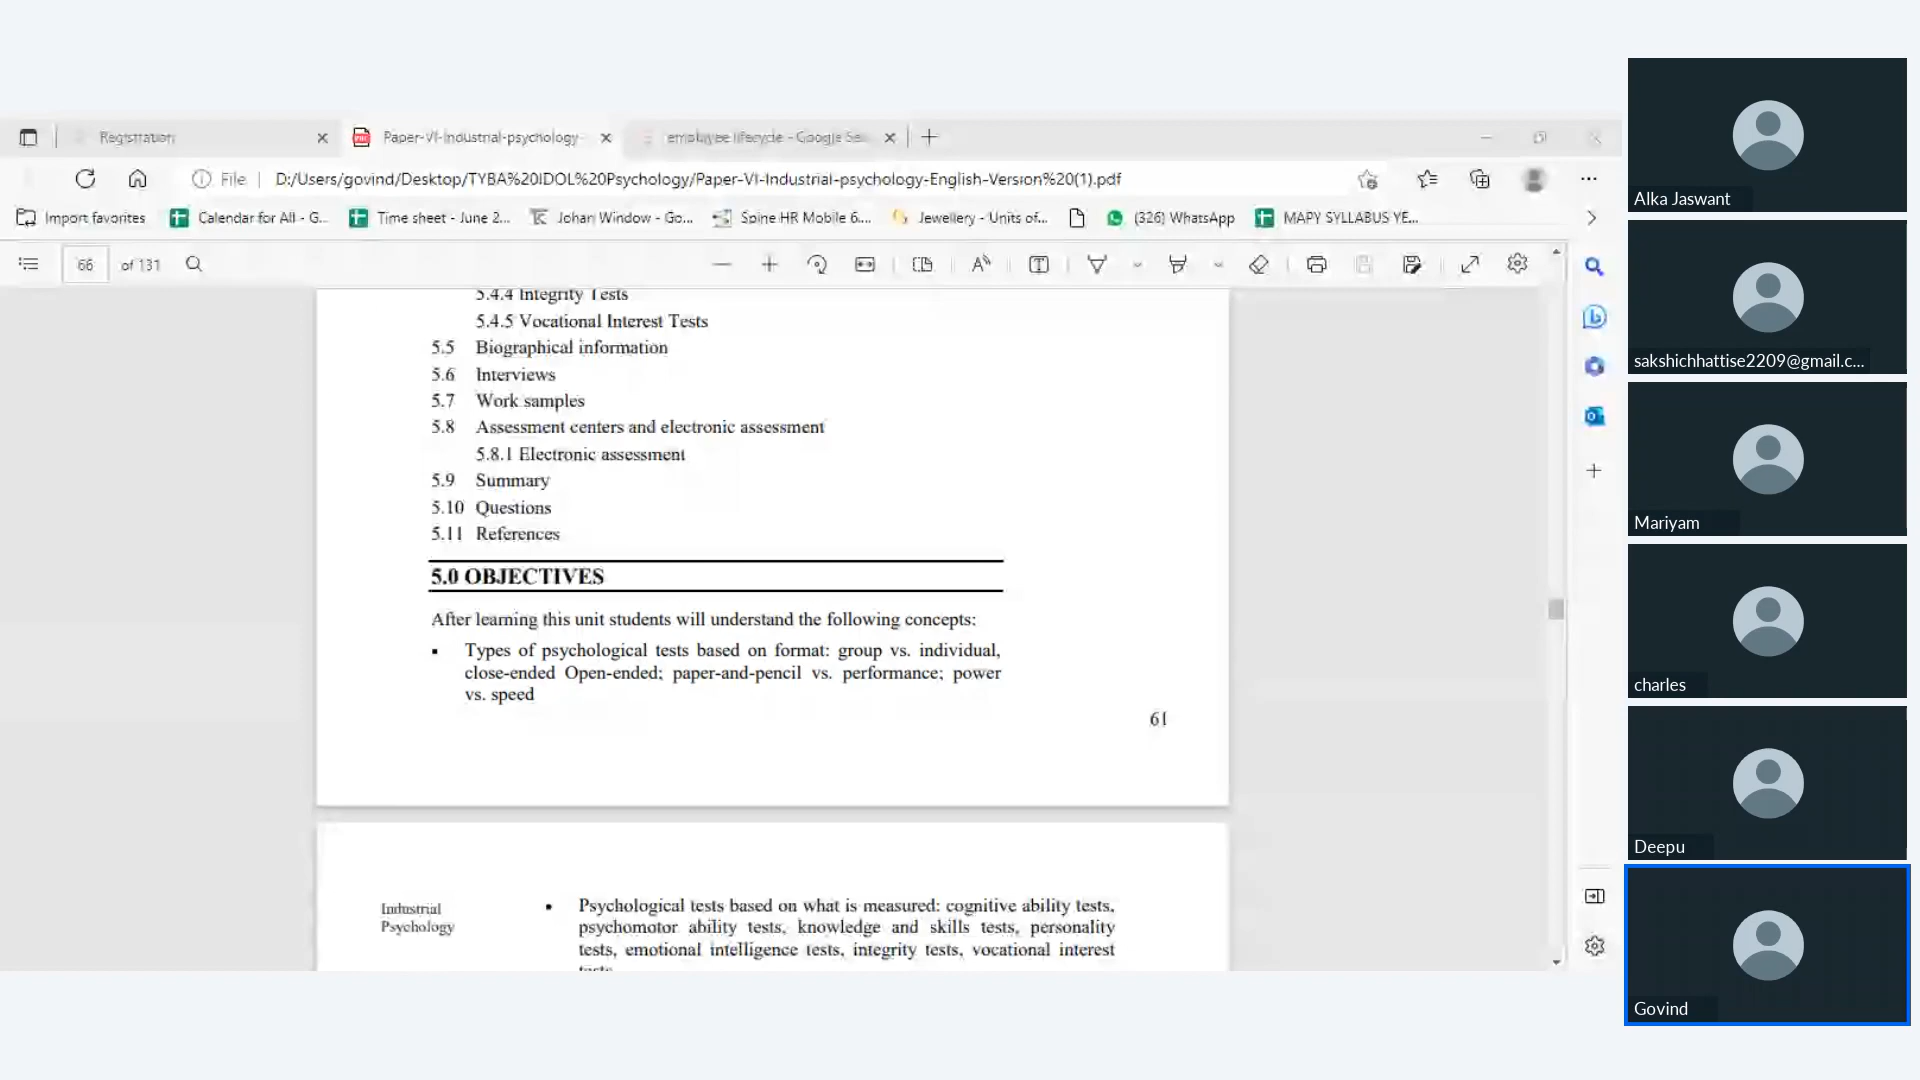 Registration
Paper-VI-Industrial-psychology-
employee lifecycle - Google Sea
File
D:/Users/govind/Desktop/TYBA%20IDOL%20Psychology/Paper-VI-Industrial-psychology-English-Version%20(1).pdf
Import favorites
Calendar for All - G...
Time sheet - June 2...
Johari Window - Go...
Spine HR Mobile 6....
Jewellery - Units of...
(326) WhatsApp
MAPY SYLLABUS YE...
66 of 131
5.4.4 Integrity Tests
5.4.5 Vocational Interest Tests
5.5 Biographical information
5.6 Interviews
5.7 Work samples
5.8 Assessment centers and electronic assessment
5.8.1 Electronic assessment
5.9 Summary
5.10 Questions
5.11 References
5.0 OBJECTIVES
After learning this unit students will understand the following concepts:
▪ Types of psychological tests based on format: group vs. individual,
close-ended Open-ended; paper-and-pencil vs. performance; power
vs. speed
61
Industrial
Psychology
• Psychological tests based on what is measured: cognitive ability tests,
psychomotor ability tests, knowledge and skills tests, personality
tests, emotional intelligence tests, integrity tests, vocational interest
Alka Jaswant
sakshichhattise2209@gmail.c...
Mariyam
charles
Deepu
Govind